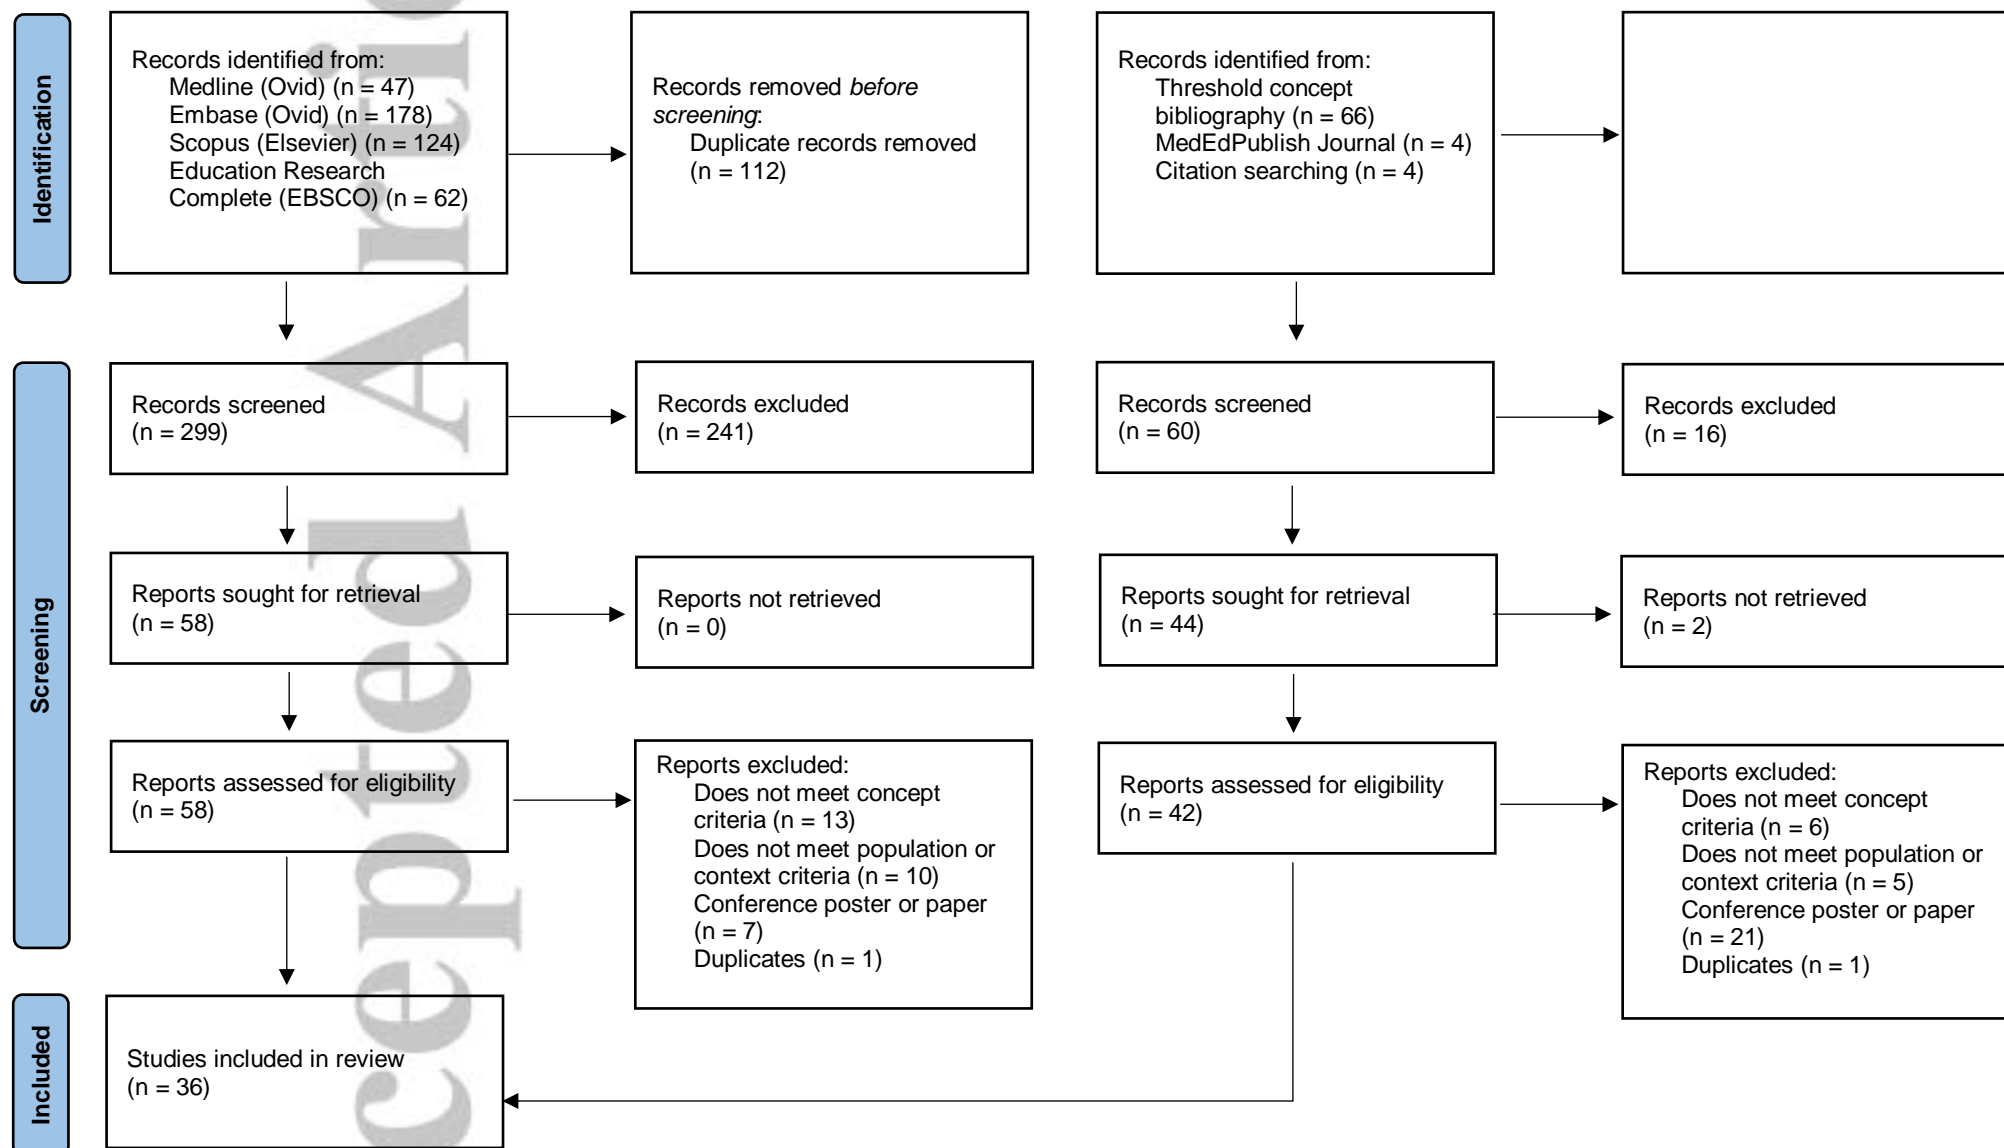 Identification
Records identified from:
Medline (Ovid) (n = 47)
Embase (Ovid) (n = 178)
Scopus (Elsevier) (n = 124)
Education Research
Complete (EBSCO) (n = 62)
Records removed before
screening:
Duplicate records removed
(n = 112)
Records identified from:
Threshold concept
bibliography (n = 66)
MedEdPublish Journal (n = 4)
Citation searching (n = 4)
Screening
Records screened
(n = 299)
Records excluded
(n = 241)
Records screened
(n = 60)
Records excluded
(n = 16)
Reports sought for retrieval
(n = 58)
Reports not retrieved
(n = 0)
Reports sought for retrieval
(n = 44)
Reports not retrieved
(n = 2)
Reports assessed for eligibility
(n = 58)
Reports excluded:
Does not meet concept
criteria (n = 13)
Does not meet population or
context criteria (n = 10)
Conference poster or paper
(n = 7)
Duplicates (n = 1)
Reports assessed for eligibility
(n = 42)
Reports excluded:
Does not meet concept
criteria (n = 6)
Does not meet population or
context criteria (n = 5)
Conference poster or paper
(n = 21)
Duplicates (n = 1)
Included
Studies included in review
(n = 36)
cepted Artic